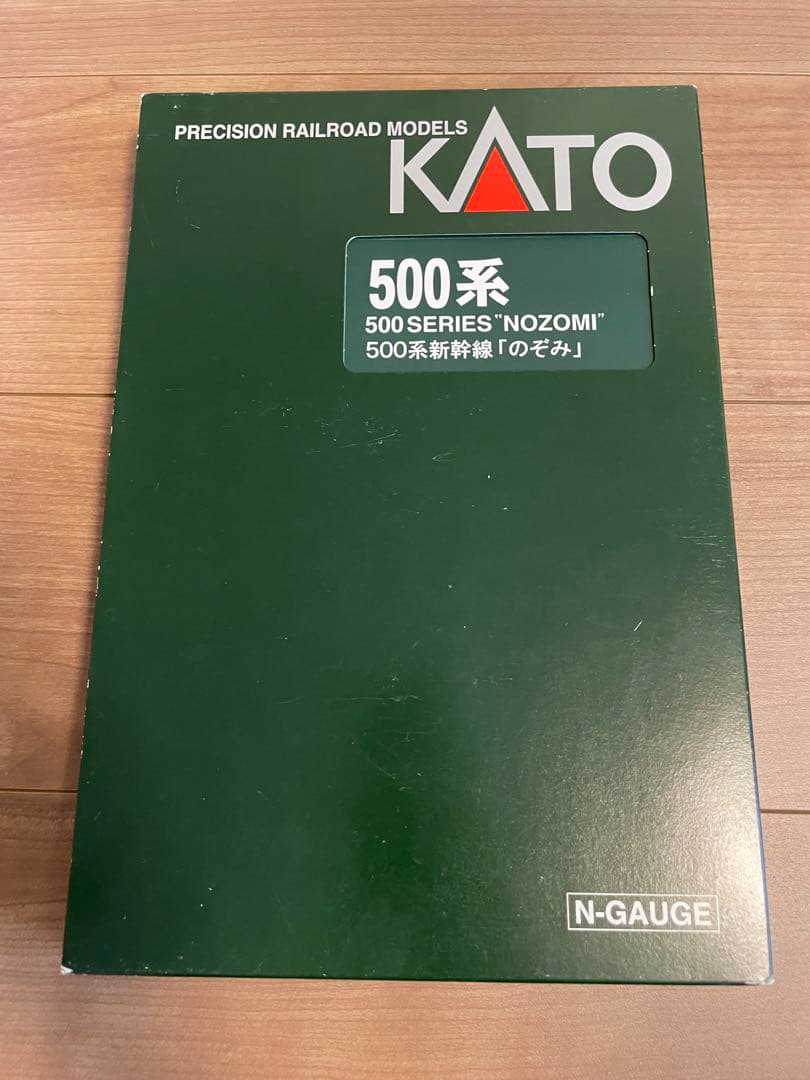 PRECISION RAILROAD MODELS
KATO
500系
500 SERIES "NOZOMI"
500系新幹線「のぞみ」
N-GAUGE